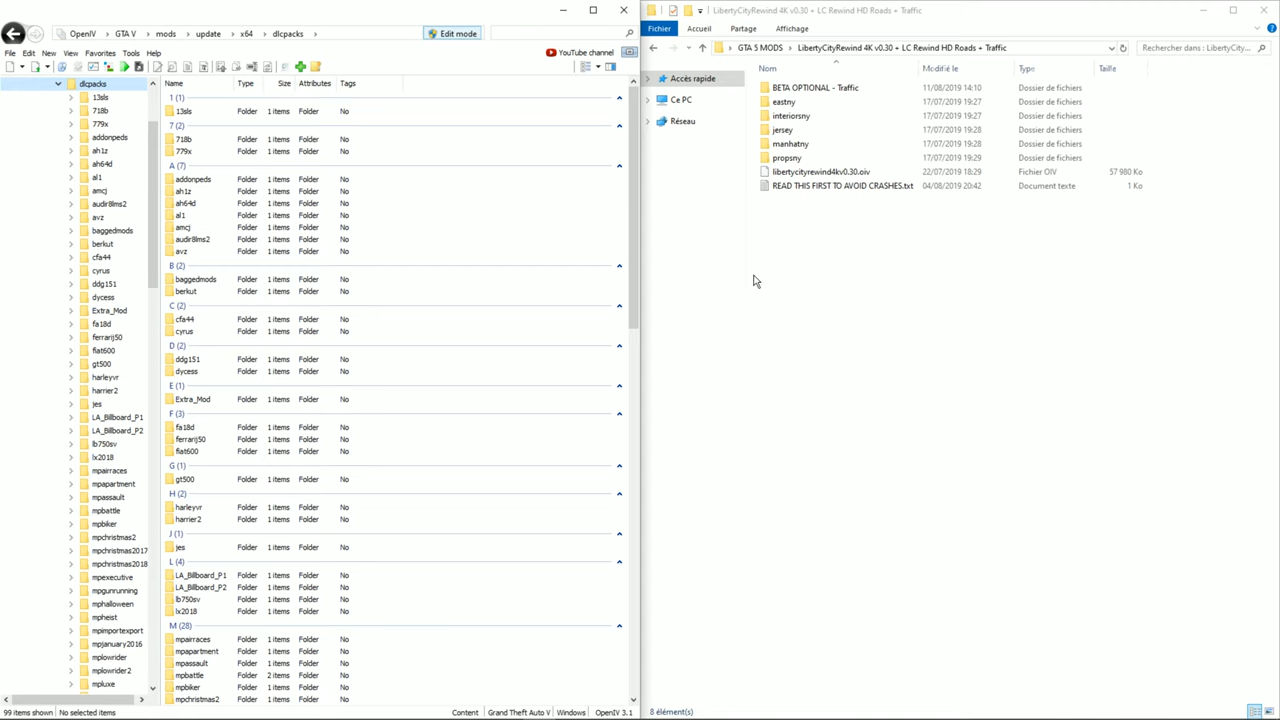 OpenIV > GTA V > mods > update > x64 > dlcpacks >
Edit mode
File Edit New View Favorites Tools Help
YouTube channel
dlcpacks
13sls
718b
779x
addonpeds
ah1z
ah64d
al1
amcj
audir8lms2
avz
baggedmods
berkut
cfa44
cyrus
ddg151
dycess
Extra_Mod
fa18d
ferrarij50
fiat600
gt500
harleyvr
harrier2
jes
LA_Billboard_P1
LA_Billboard_P2
lb750sv
lx2018
mpairraces
mpapartment
mpassault
mpbattle
mpbiker
mpchristmas2
mpchristmas2017
mpchristmas2018
mpexecutive
mpgunrunning
mphalloween
mpheist
mpimportexport
mpjanuary2016
mplowrider
mplowrider2
mpluxe
Name Type Size Attributes Tags
1 (1)
13sls Folder 1 items Folder No
7 (2)
718b Folder 1 items Folder No
779x Folder 1 items Folder No
A (7)
addonpeds Folder 1 items Folder No
ah1z Folder 1 items Folder No
ah64d Folder 1 items Folder No
al1 Folder 1 items Folder No
amcj Folder 1 items Folder No
audir8lms2 Folder 1 items Folder No
avz Folder 1 items Folder No
B (2)
baggedmods Folder 1 items Folder No
berkut Folder 1 items Folder No
C (2)
cfa44 Folder 1 items Folder No
cyrus Folder 1 items Folder No
D (2)
ddg151 Folder 1 items Folder No
dycess Folder 1 items Folder No
E (1)
Extra_Mod Folder 1 items Folder No
F (3)
fa18d Folder 1 items Folder No
ferrarij50 Folder 1 items Folder No
fiat600 Folder 1 items Folder No
G (1)
gt500 Folder 1 items Folder No
H (2)
harleyvr Folder 1 items Folder No
harrier2 Folder 1 items Folder No
J (1)
jes Folder 1 items Folder No
L (4)
LA_Billboard_P1 Folder 1 items Folder No
LA_Billboard_P2 Folder 1 items Folder No
lb750sv Folder 1 items Folder No
lx2018 Folder 1 items Folder No
M (28)
mpairraces Folder 1 items Folder No
mpapartment Folder 1 items Folder No
mpassault Folder 1 items Folder No
mpbattle Folder 2 items Folder No
mpbiker Folder 1 items Folder No
mpchristmas2 Folder 1 items Folder No
99 items shown No selected items Content Grand Theft Auto V Windows OpenIV 3.1
LibertyCityRewind 4K v0.30 + LC Rewind HD Roads + Traffic
Fichier Accueil Partage Affichage
GTA 5 MODS > LibertyCityRewind 4K v0.30 + LC Rewind HD Roads + Traffic
Rechercher dans : LibertyC...
Accès rapide
Ce PC
Réseau
Nom Modifié le Type Taille
BETA OPTIONAL - Traffic 11/08/2019 14:10 Dossier de fichiers
eastny 17/07/2019 19:27 Dossier de fichiers
interiorsny 17/07/2019 19:27 Dossier de fichiers
jersey 17/07/2019 19:28 Dossier de fichiers
manhatny 17/07/2019 19:28 Dossier de fichiers
propsny 17/07/2019 19:29 Dossier de fichiers
libertycityrewind4kv0.30.oiv 22/07/2019 18:29 Fichier OIV 57 980 Ko
READ THIS FIRST TO AVOID CRASHES.txt 04/08/2019 20:42 Document texte 1 Ko
8 élément(s)